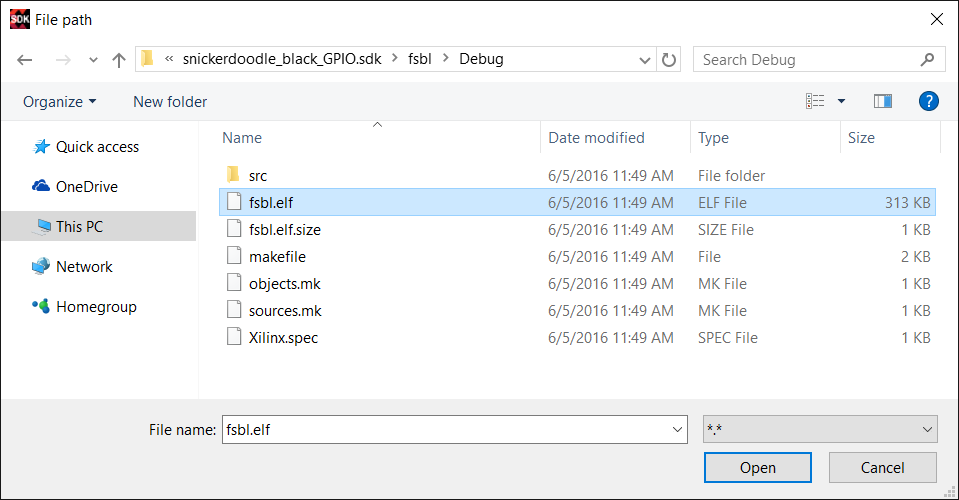 SDK File path
« snickerdoodle_black_GPIO.sdk > fsbl > Debug Search Debug
Organize New folder ?
Name Date modified Type Size
Quick access
OneDrive
This PC
Network
Homegroup
src 6/5/2016 11:49 AM File folder
fsbl.elf 6/5/2016 11:49 AM ELF File 313 KB
fsbl.elf.size 6/5/2016 11:49 AM SIZE File 1 KB
makefile 6/5/2016 11:49 AM File 2 KB
objects.mk 6/5/2016 11:49 AM MK File 1 KB
sources.mk 6/5/2016 11:49 AM MK File 1 KB
Xilinx.spec 6/5/2016 11:49 AM SPEC File 1 KB
File name: fsbl.elf *.*
Open Cancel